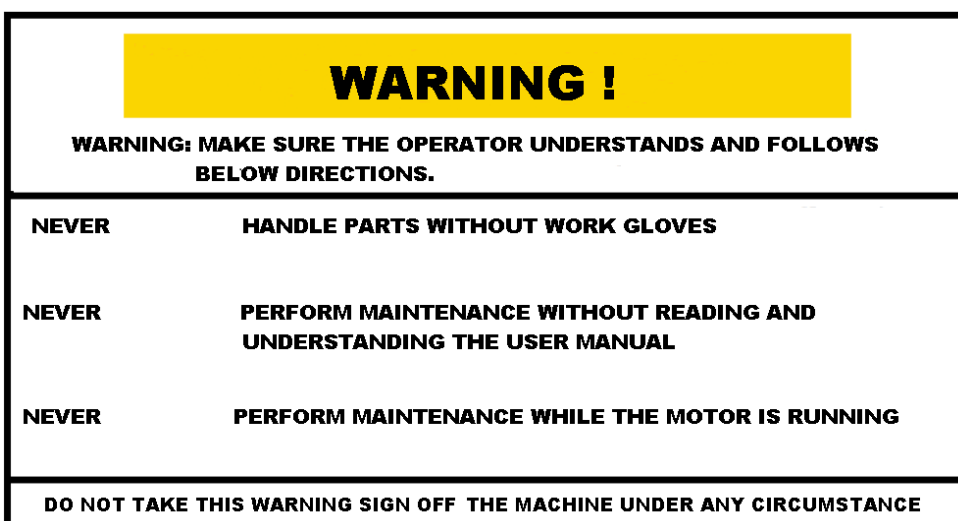 WARNING !
WARNING: MAKE SURE THE OPERATOR UNDERSTANDS AND FOLLOWS
BELOW DIRECTIONS.
NEVER HANDLE PARTS WITHOUT WORK GLOVES
NEVER PERFORM MAINTENANCE WITHOUT READING AND
UNDERSTANDING THE USER MANUAL
NEVER PERFORM MAINTENANCE WHILE THE MOTOR IS RUNNING
DO NOT TAKE THIS WARNING SIGN OFF THE MACHINE UNDER ANY CIRCUMSTANCE